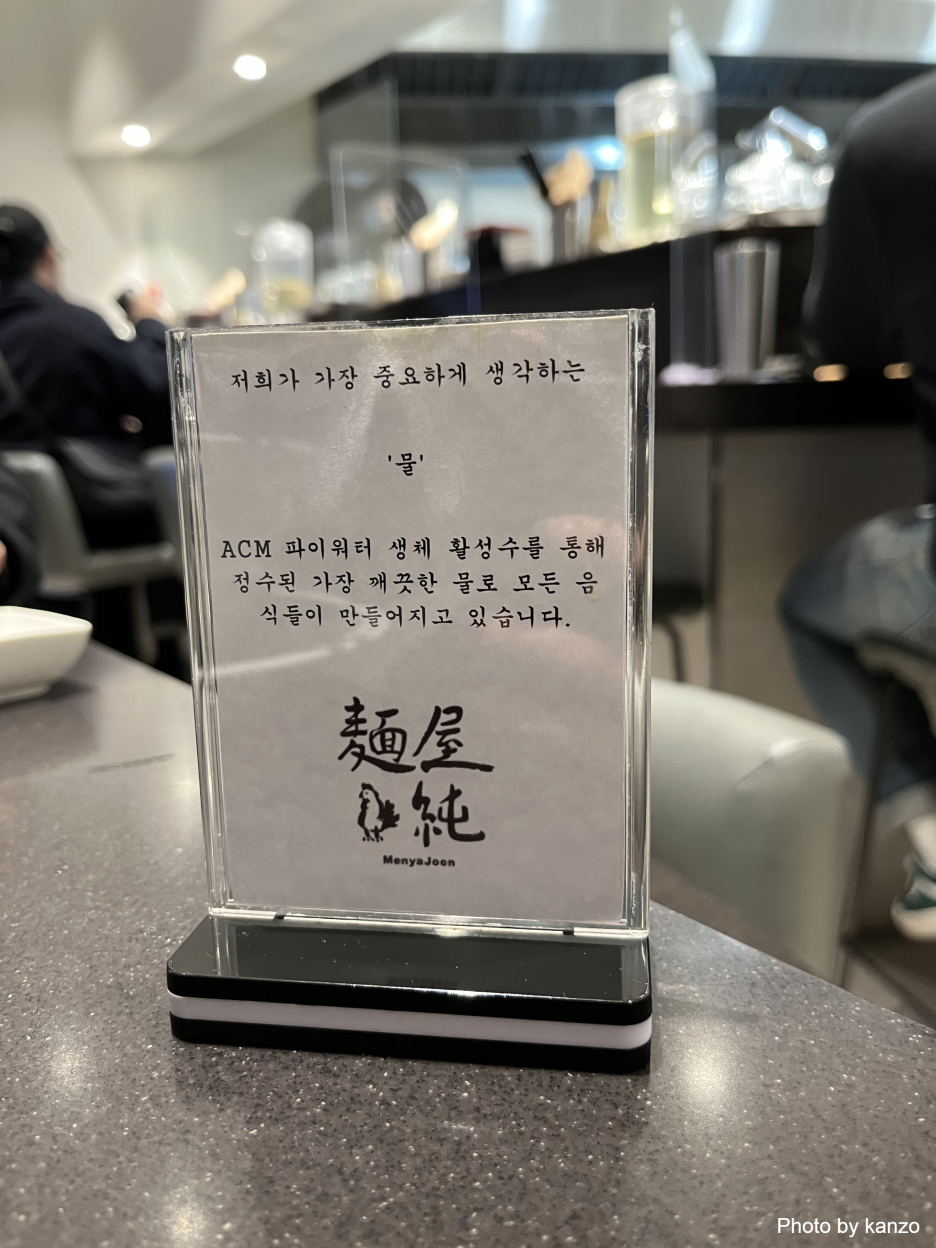 저희가 가장 중요하게 생각하는
'물'
ACM 파이워터 생체 활성수를 통해
정수된 가장 깨끗한 물로 모든 음
식들이 만들어지고 있습니다.
麺屋
純
MenyaJoon
Photo by kanzo